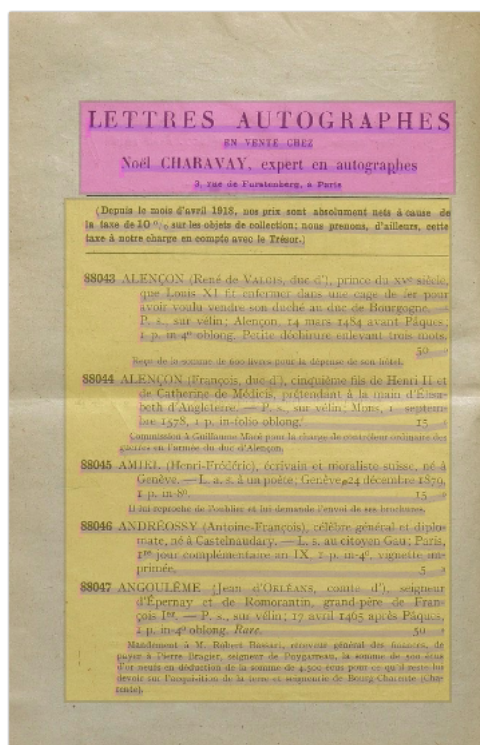 LETTRES AUTOGRAPHES
EN VENTE CHEZ
Noël CHARAVAY, expert en autographes
3, rue de Furstenberg, à Paris
(Depuis le mois d'avril 1918, nos prix sont absolument nets à cause de
la taxe de 10 % sur les objets de collection; nous prenons, d'ailleurs, cette
taxe à notre charge en compte avec le Trésor.)
88043 ALENÇON (René de VALOIS, duc d'), prince du XVe siècle,
que Louis XI fit enfermer dans une cage de fer pour
avoir voulu vendre son duché au duc de Bourgogne. —
P. s., sur vélin; Alençon, 14 mars 1484 avant Pâques,
1 p. in-4º oblong. Petite déchirure enlevant trois mots.
50 »
Reçu de la somme de 600 livres pour la dépense de son hôtel.
88044 ALENÇON (François, duc d'), cinquième fils de Henri II et
de Catherine de Médicis, prétendant à la main d'Élisa-
beth d'Angleterre. — P. s., sur vélin; Mons, 1 septem-
bre 1578, 1 p. in-folio oblong. 15 »
Commission à Guillaume Macé pour la charge de contrôleur ordinaire des
guerres en l'armée du duc d'Alençon.
88045 AMIEL (Henri-Frédéric), écrivain et moraliste suisse, né à
Genève. — L. a. s. à un poète; Genève, 24 décembre 1879,
1 p. in-8º. 15 »
Il lui reproche de l'oublier et lui demande l'envoi de ses brochures.
88046 ANDRÉOSSY (Antoine-François), célèbre général et diplo-
mate, né à Castelnaudary. — L. s. au citoyen Gau; Paris,
1er jour complémentaire an IX, 2 p. in-4º, vignette im-
primée. 5 »
88047 ANGOULÊME (Jean d'ORLÉANS, comte d'), seigneur
d'Épernay et de Romorantin, grand-père de Fran-
çois Ier. — P. s., sur vélin; 17 avril 1465 après Pâques,
1 p. in-4º oblong. Rare. 50 »
Mandement à M. Robert receveur général des finances, de
payer à Pierre Bragier, seigneur de Puygarreau, la somme de 500 écus
d'or neufs en déduction de la somme de 4.500 écus pour ce qu'il reste lui
devoir sur l'acquisition de la terre et seigneurie de Bourg-Charente (Cha-
rente).